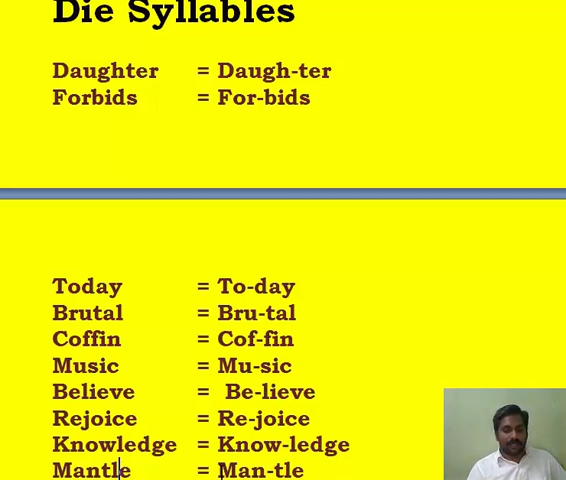 Die Syllables
Daughter = Daugh-ter
Forbids = For-bids
Today = To-day
Brutal = Bru-tal
Coffin = Cof-fin
Music = Mu-sic
Believe = Be-lieve
Rejoice = Re-joice
Knowledge = Know-ledge
Mantle = Man-tle